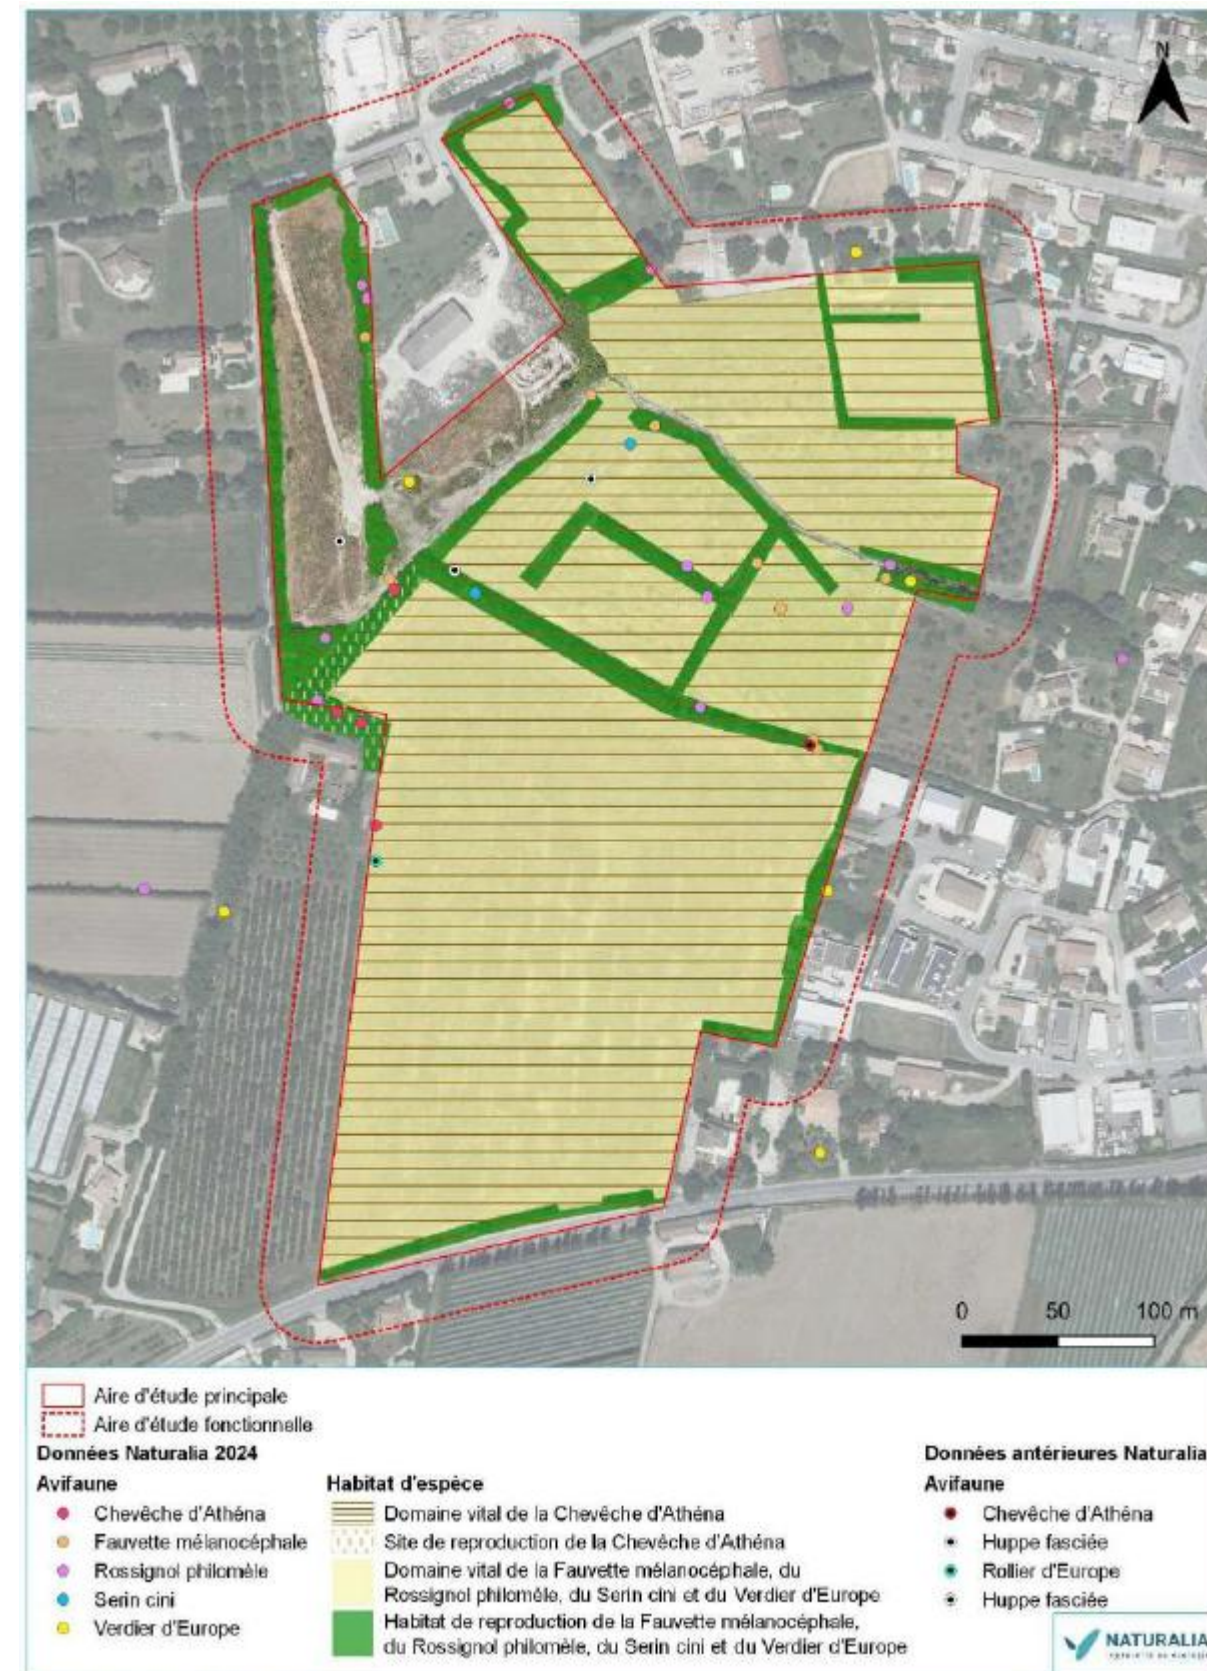 N
0 50 100 m
Aire d'étude principale
Aire d'étude fonctionnelle
Données Naturalia 2024
Avifaune
Chevêche d'Athéna
Fauvette mélanocéphale
Rossignol philomèle
Serin cini
Verdier d'Europe
Habitat d'espèce
Domaine vital de la Chevêche d'Athéna
Site de reproduction de la Chevêche d'Athéna
Domaine vital de la Fauvette mélanocéphale, du
Rossignol philomèle, du Serin cini et du Verdier d'Europe
Habitat de reproduction de la Fauvette mélanocéphale,
du Rossignol philomèle, du Serin cini et du Verdier d'Europe
Données antérieures Naturalia
Avifaune
Chevêche d'Athéna
Huppe fasciée
Rollier d'Europe
Huppe fasciée
NATURALIA